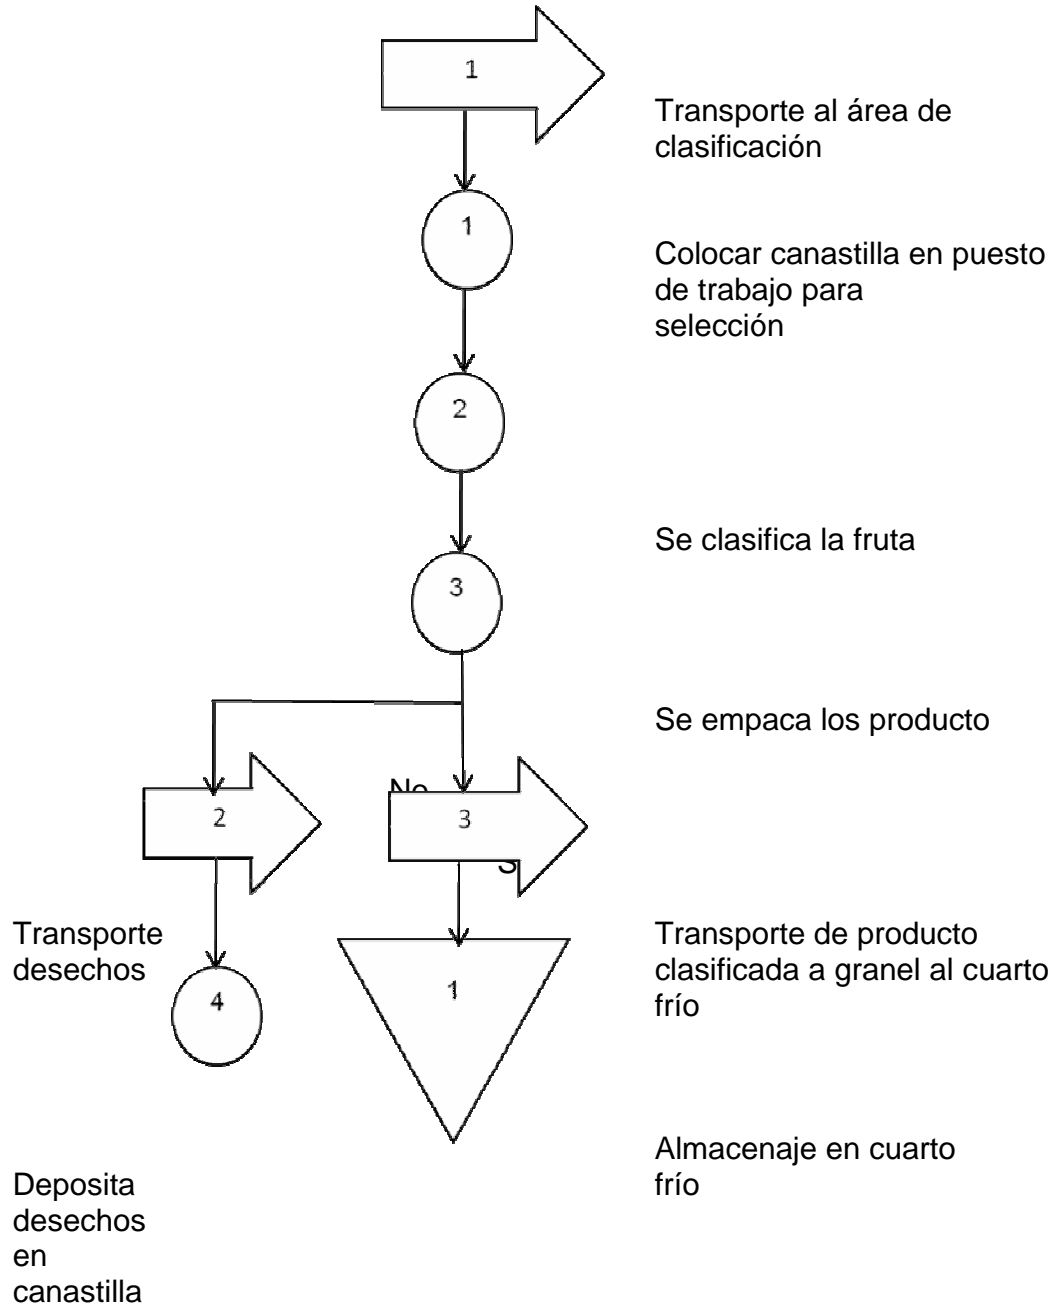 1
Transporte al área de
clasificación
1
Colocar canastilla en puesto
de trabajo para
selección
2
Se clasifica la fruta
3
Se empaca los producto
No
2
3
Transporte
desechos
Transporte de producto
clasificada a granel al cuarto
frío
4
1
Almacenaje en cuarto
frío
Deposita
desechos
en
canastilla